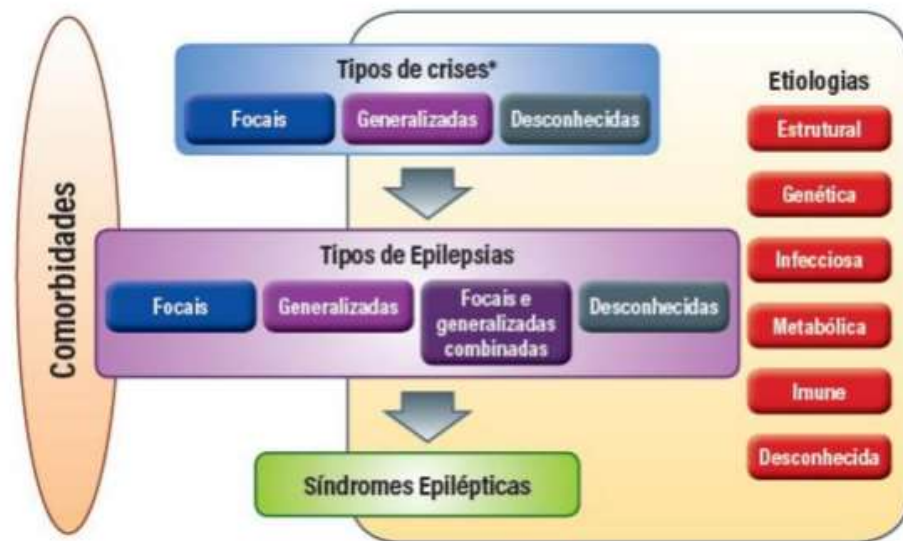 Comorbidades
Tipos de crises*
Focais
Generalizadas
Desconhecidas
Tipos de Epilepsias
Focais
Generalizadas
Focais e
generalizadas
combinadas
Desconhecidas
Síndromes Epilépticas
Etiologias
Estrutural
Genética
Infecciosa
Metabólica
Imune
Desconhecida